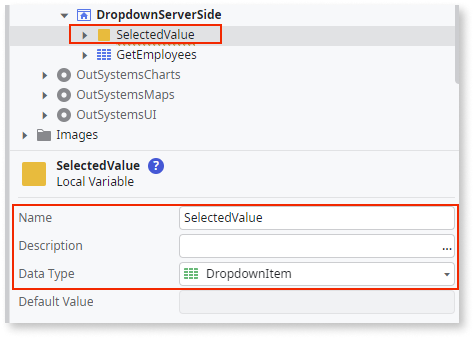 DropdownServerSide
SelectedValue
GetEmployees
OutSystemsCharts
OutSystemsMaps
OutSystemsUI
Images
SelectedValue ?
Local Variable
Name SelectedValue
Description ...
Data Type DropdownItem
Default Value